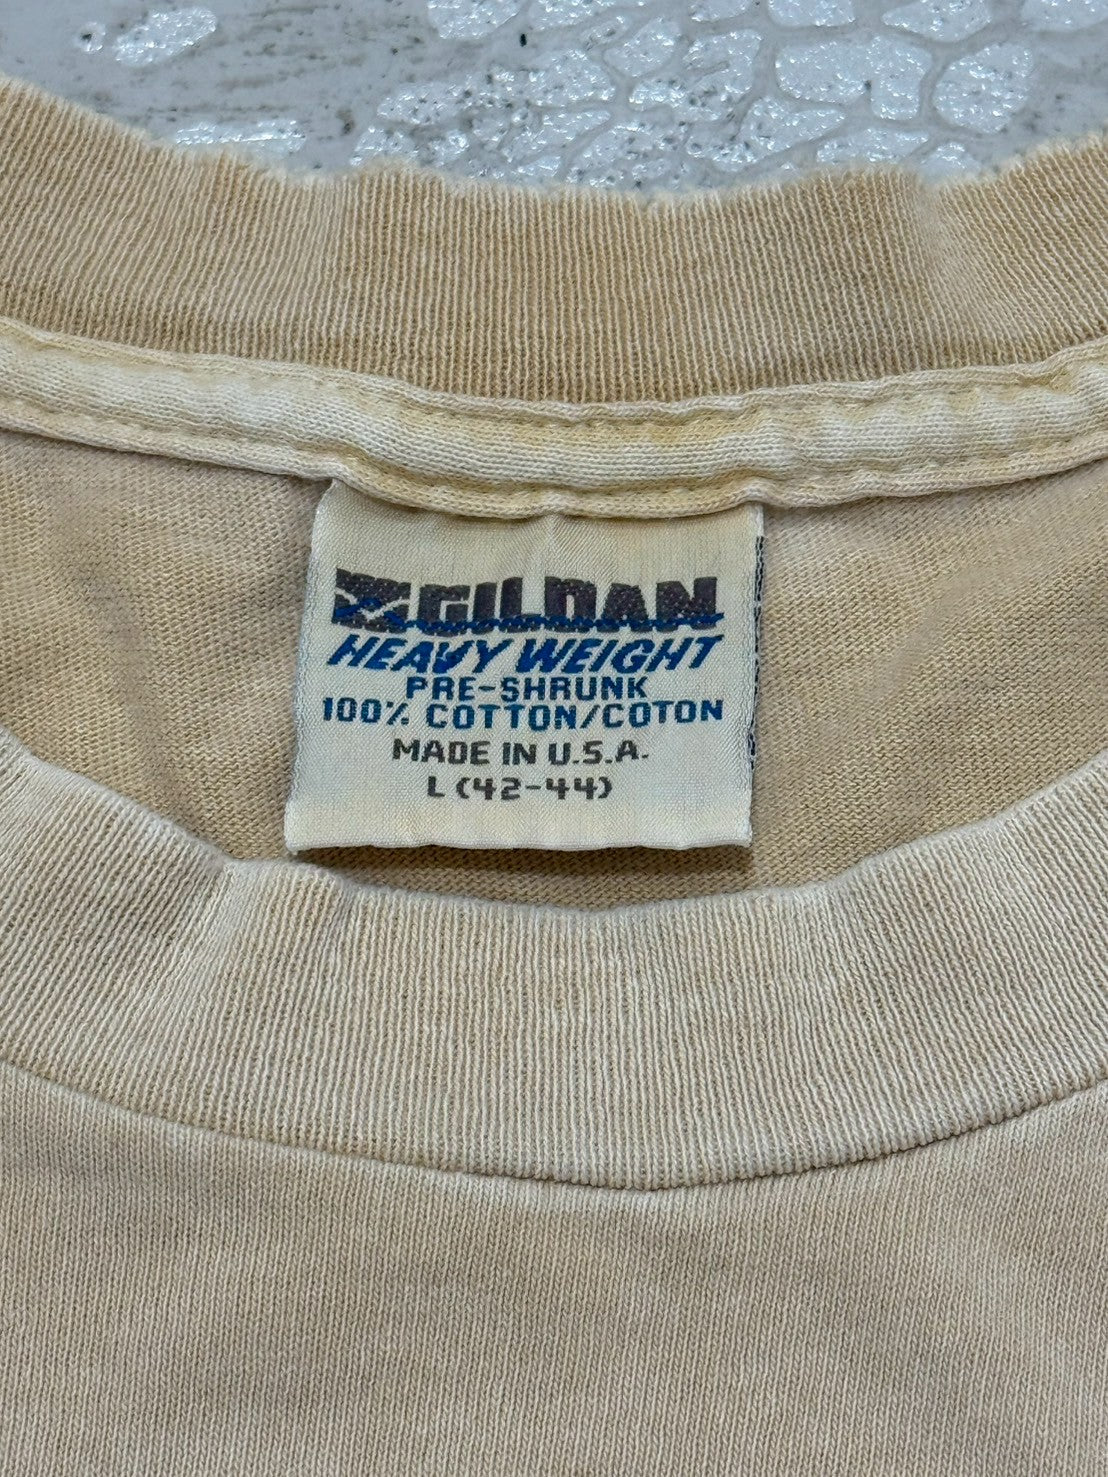 GILDAN
HEAVY WEIGHT
PRE-SHRUNK
100% COTTON/COTON
MADE IN U.S.A.
L (42-44)